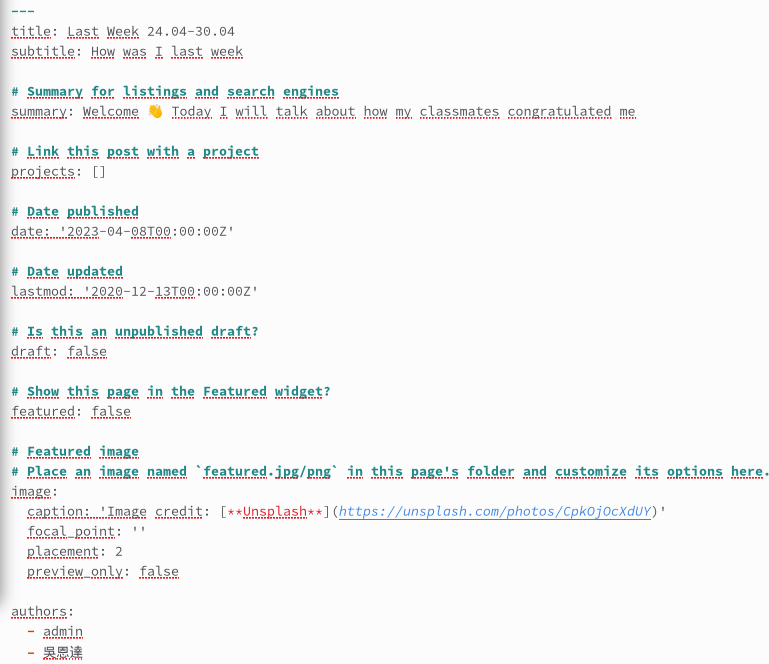 ---
title: Last Week 24.04-30.04
subtitle: How was I last week
# Summary for listings and search engines
summary: Welcome 👋 Today I will talk about how my classmates congratulated me
# Link this post with a project
projects: []
# Date published
date: '2023-04-08T00:00:00Z'
# Date updated
lastmod: '2020-12-13T00:00:00Z'
# Is this an unpublished draft?
draft: false
# Show this page in the Featured widget?
featured: false
# Featured image
# Place an image named `featured.jpg/png` in this page's folder and customize its options here.
image:
caption: 'Image credit: [**Unsplash**](https://unsplash.com/photos/CpkOjOcXdUY)'
focal_point: ''
placement: 2
preview_only: false
authors:
- admin
- 吳恩達